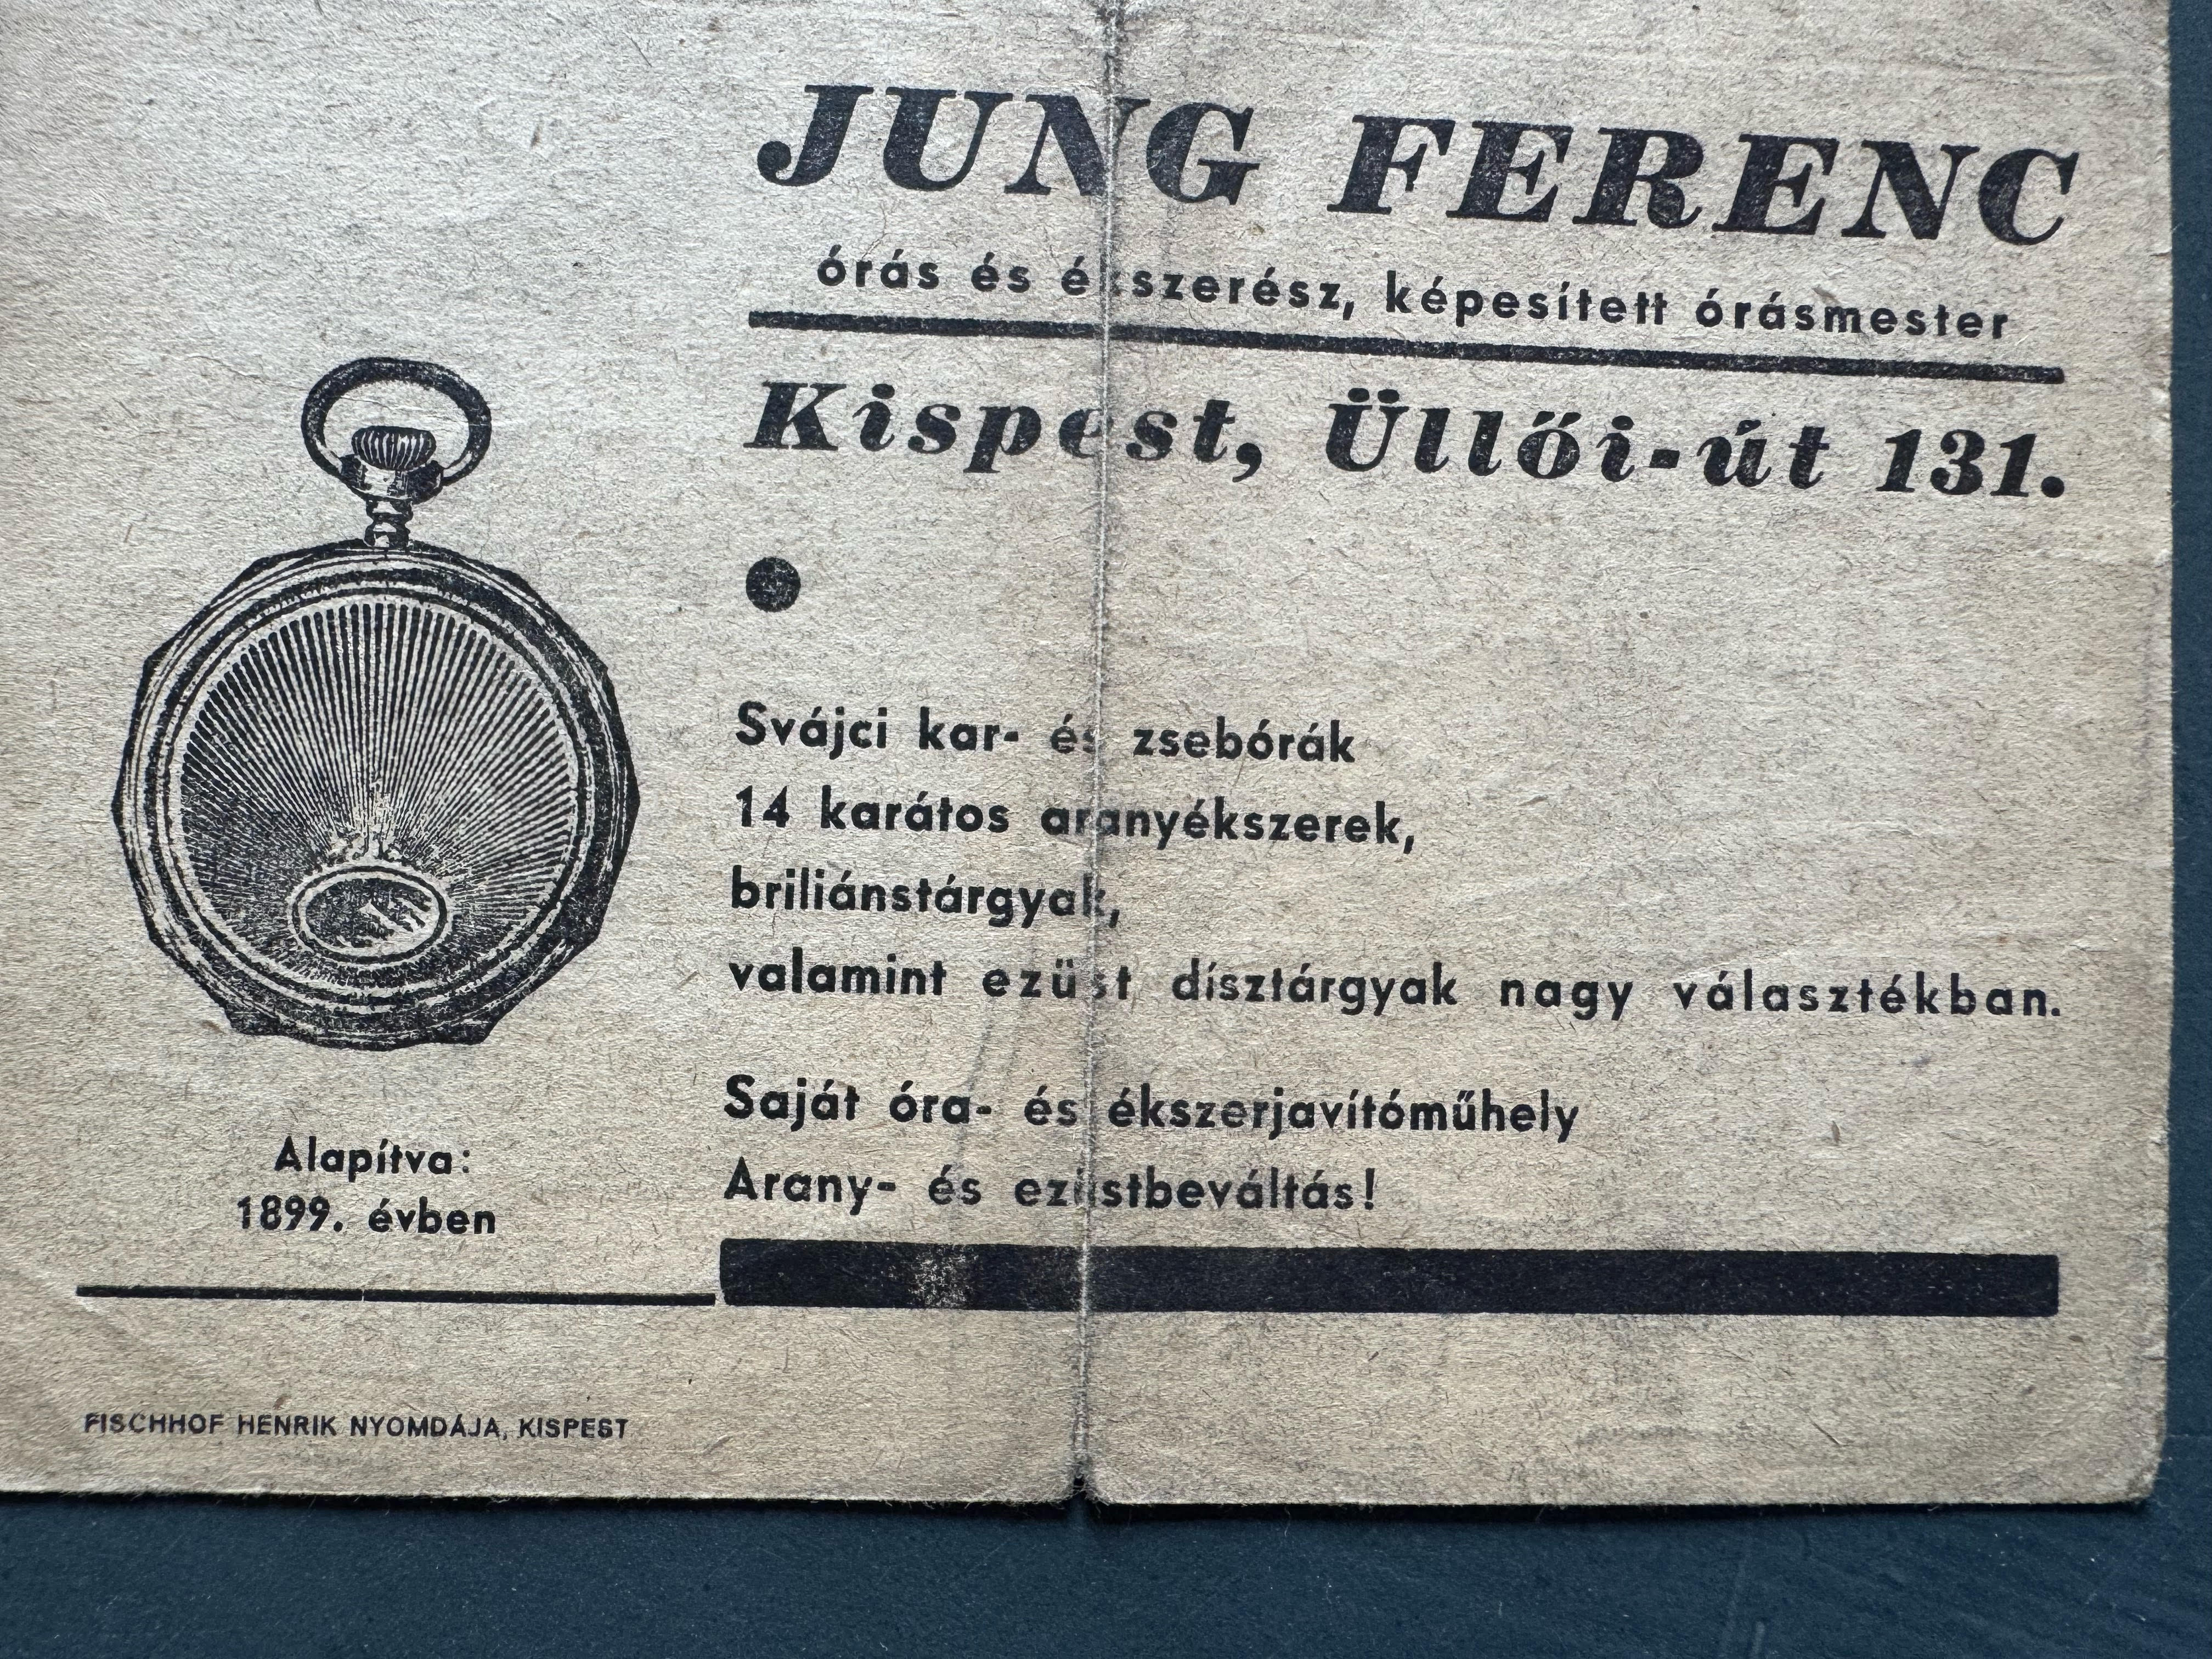 JUNG FERENC
órás és ékszerész, képesített órásmester
Kispest, Üllői-út 131.
Svájci kar- és zsebórák
14 karátos aranyékszerek,
briliánstárgyak,
valamint ezüst dísztárgyak nagy választékban.
Saját óra- és ékszerjavítóműhely
Arany- és ezüstbeváltás!
Alapítva:
1899. évben
FISCHHOF HENRIK NYOMDÁJA, KISPEST